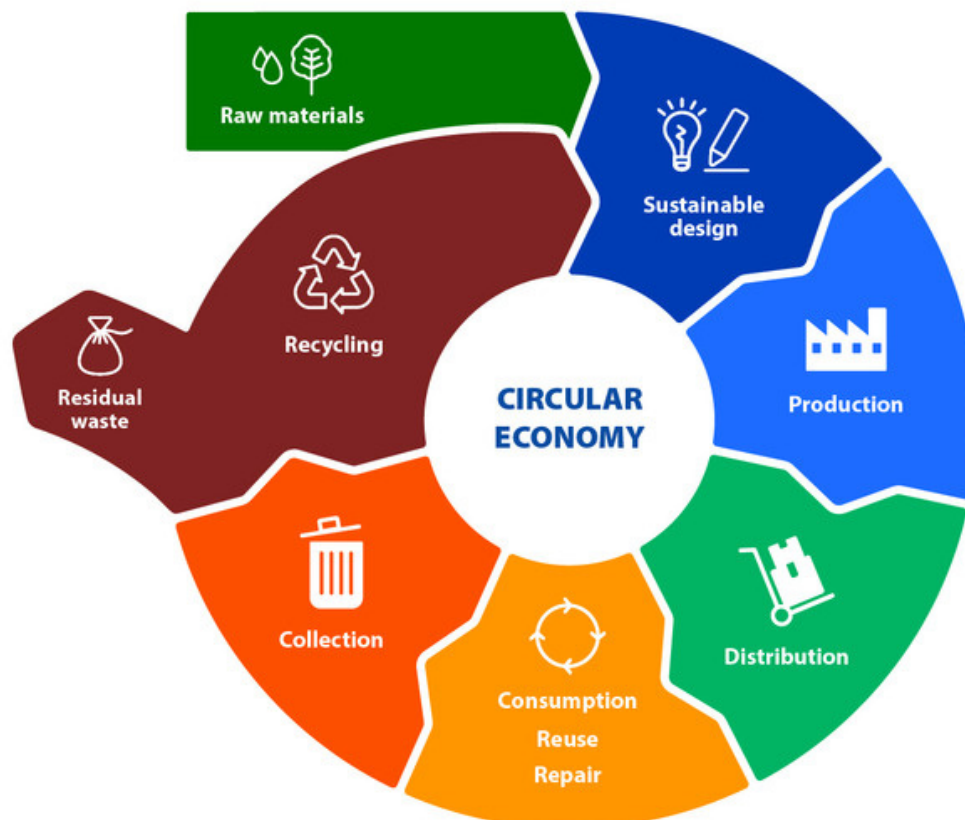 Raw materials
Sustainable
design
Production
Distribution
Consumption
Reuse
Repair
Collection
Recycling
Residual
waste
CIRCULAR
ECONOMY